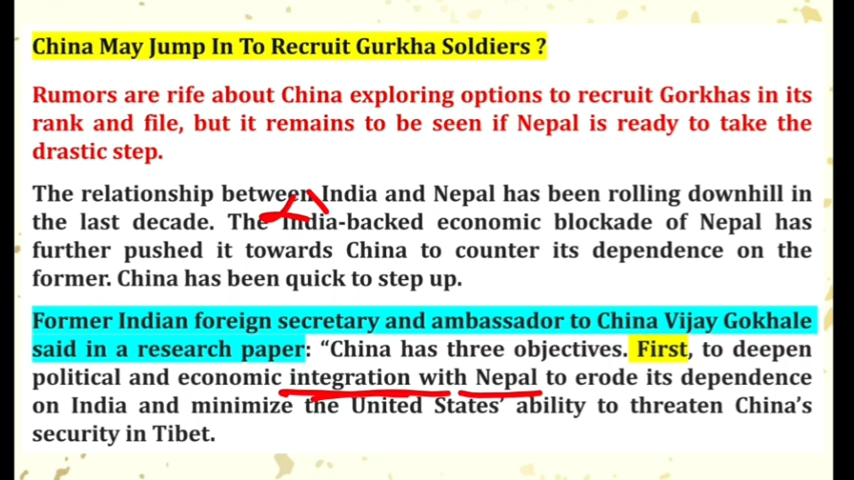 China May Jump In To Recruit Gurkha Soldiers ?
Rumors are rife about China exploring options to recruit Gorkhas in its
rank and file, but it remains to be seen if Nepal is ready to take the
drastic step.
The relationship between India and Nepal has been rolling downhill in
the last decade. The India-backed economic blockade of Nepal has
further pushed it towards China to counter its dependence on the
former. China has been quick to step up.
Former Indian foreign secretary and ambassador to China Vijay Gokhale
said in a research paper: “China has three objectives. First, to deepen
political and economic integration with Nepal to erode its dependence
on India and minimize the United States’ ability to threaten China’s
security in Tibet.